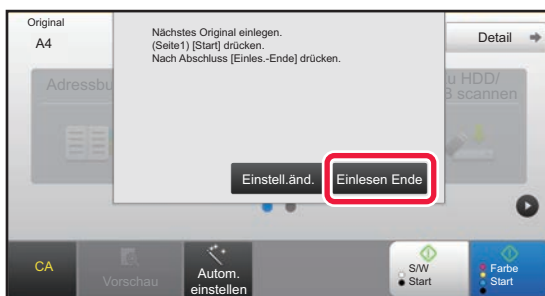 Original
A4
Nächstes Original einlegen.
(Seite1) [Start] drücken.
Nach Abschluss [Einles.-Ende] drücken.
Detail
Adressbu
u HDD/
B scannen
Einstell.änd.
Einlesen Ende
CA
Vorschau
Autom.
einstellen
S/W
Start
Farbe
Start